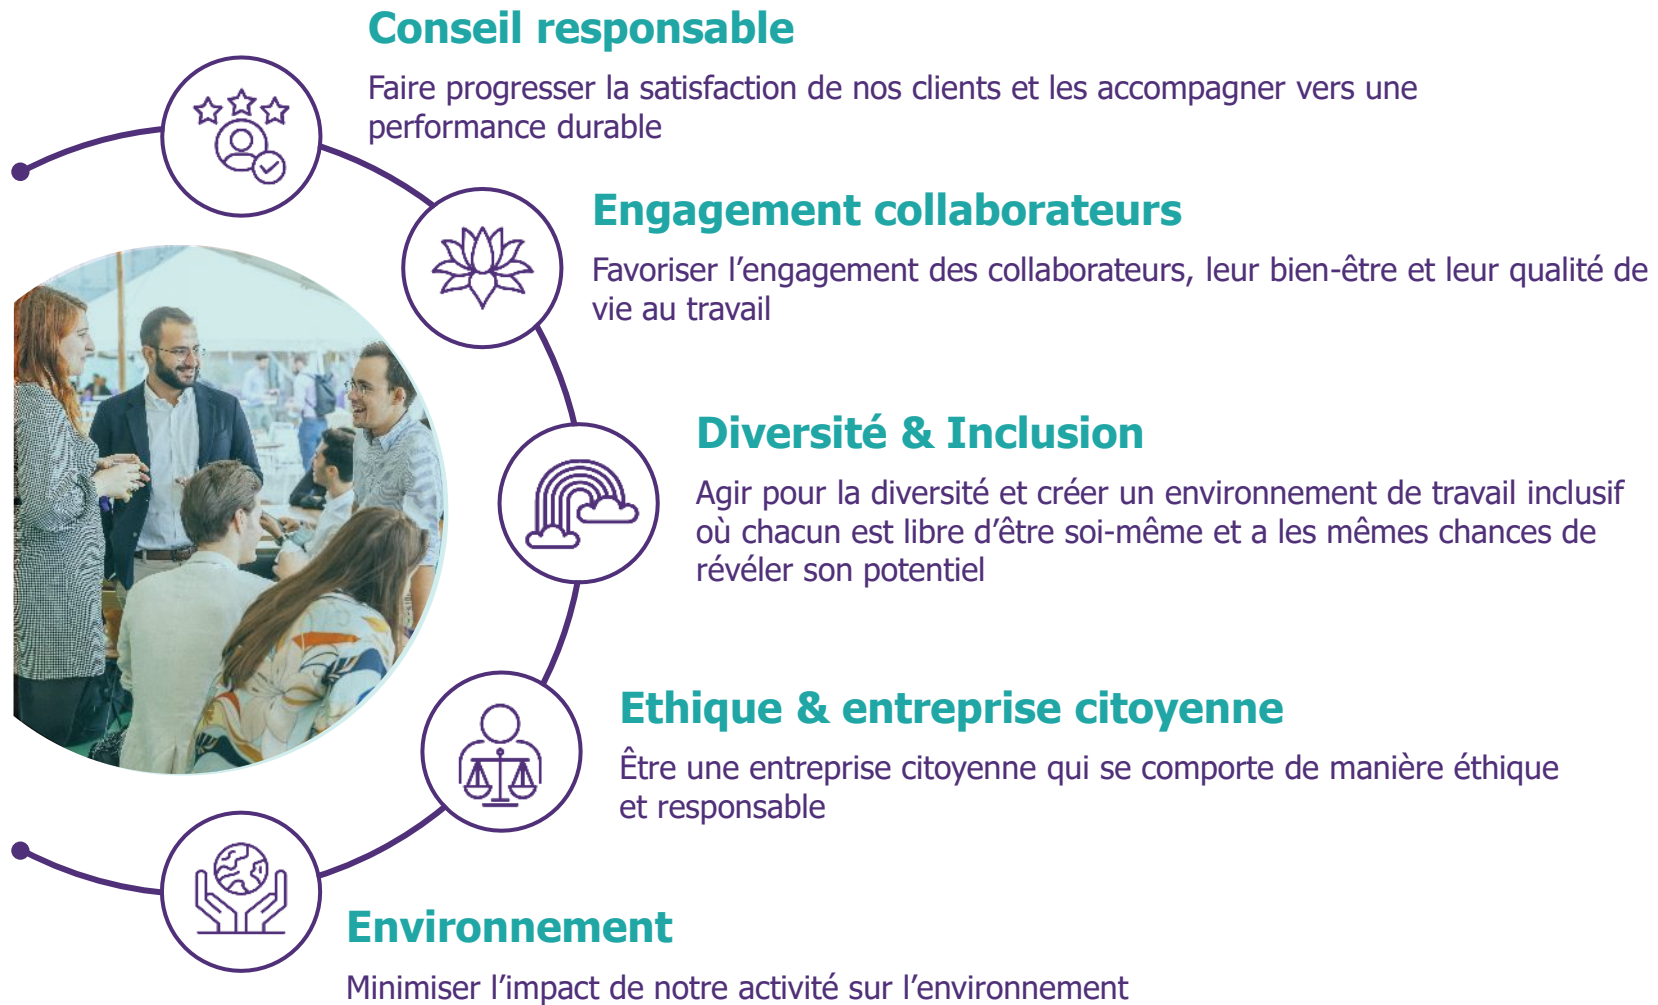 Conseil responsable
Faire progresser la satisfaction de nos clients et les accompagner vers une
performance durable
Engagement collaborateurs
Favoriser l’engagement des collaborateurs, leur bien-être et leur qualité de
vie au travail
Diversité & Inclusion
Agir pour la diversité et créer un environnement de travail inclusif
où chacun est libre d’être soi-même et a les mêmes chances de
révéler son potentiel
Ethique & entreprise citoyenne
Être une entreprise citoyenne qui se comporte de manière éthique
et responsable
Environnement
Minimiser l’impact de notre activité sur l’environnement